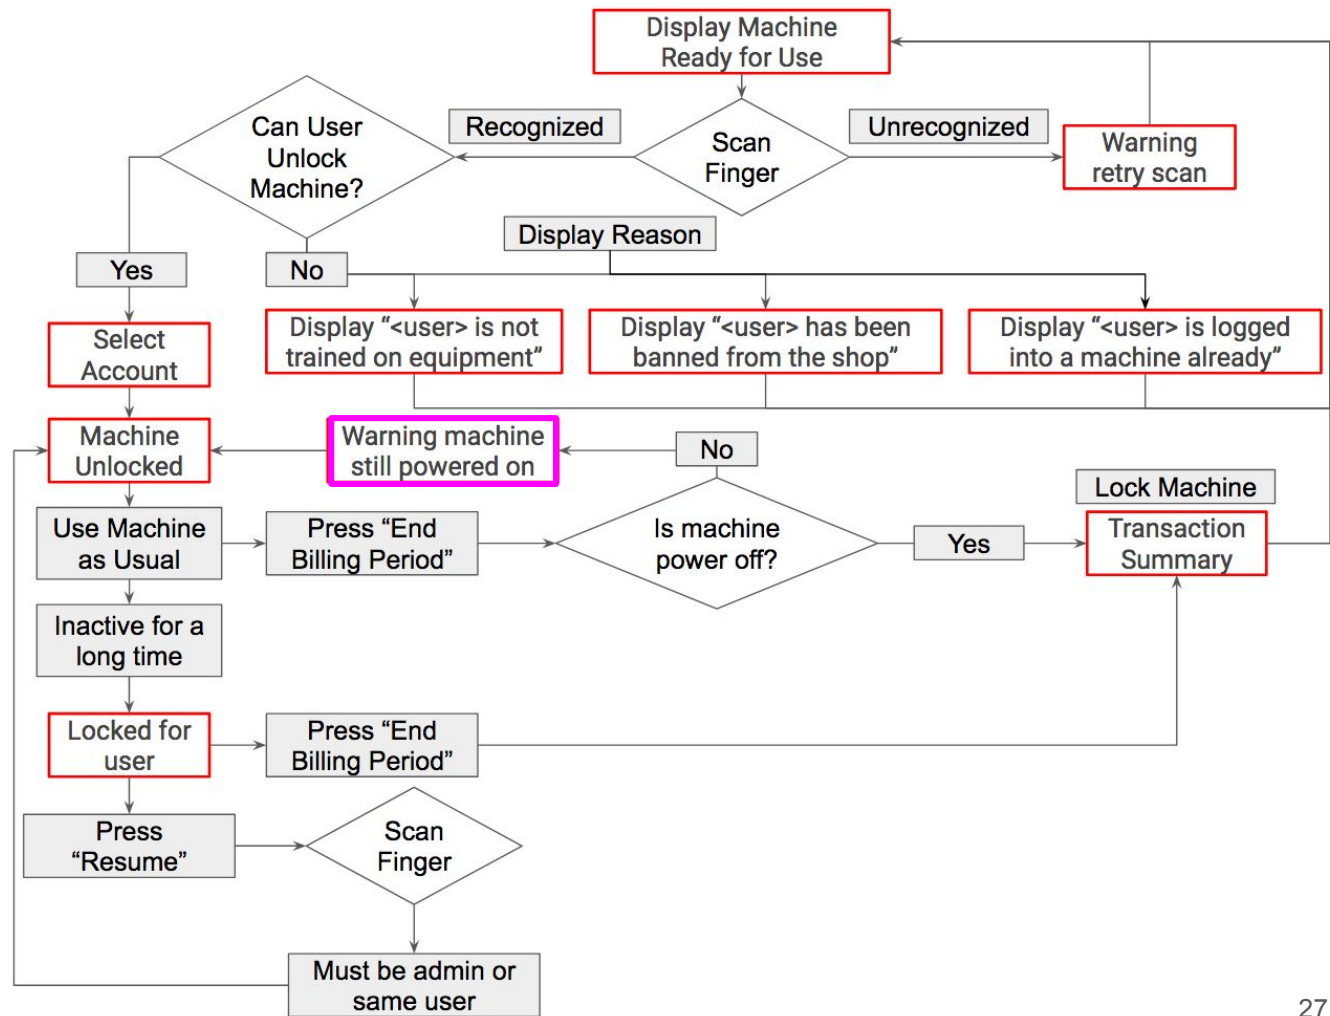 Display Machine
Ready for Use
Can User
Unlock
Machine?
Recognized
Scan
Finger
Unrecognized
Warning
retry scan
Display Reason
Yes
No
Select
Account
Display “<user> is not
trained on equipment”
Display “<user> has been
banned from the shop”
Display “<user> is logged
into a machine already”
Machine
Unlocked
Warning machine
still powered on
No
Lock Machine
Use Machine
as Usual
Press “End
Billing Period”
Is machine
power off?
Yes
Transaction
Summary
Inactive for a
long time
Locked for
user
Press “End
Billing Period”
Press
“Resume”
Scan
Finger
Must be admin or
same user
27